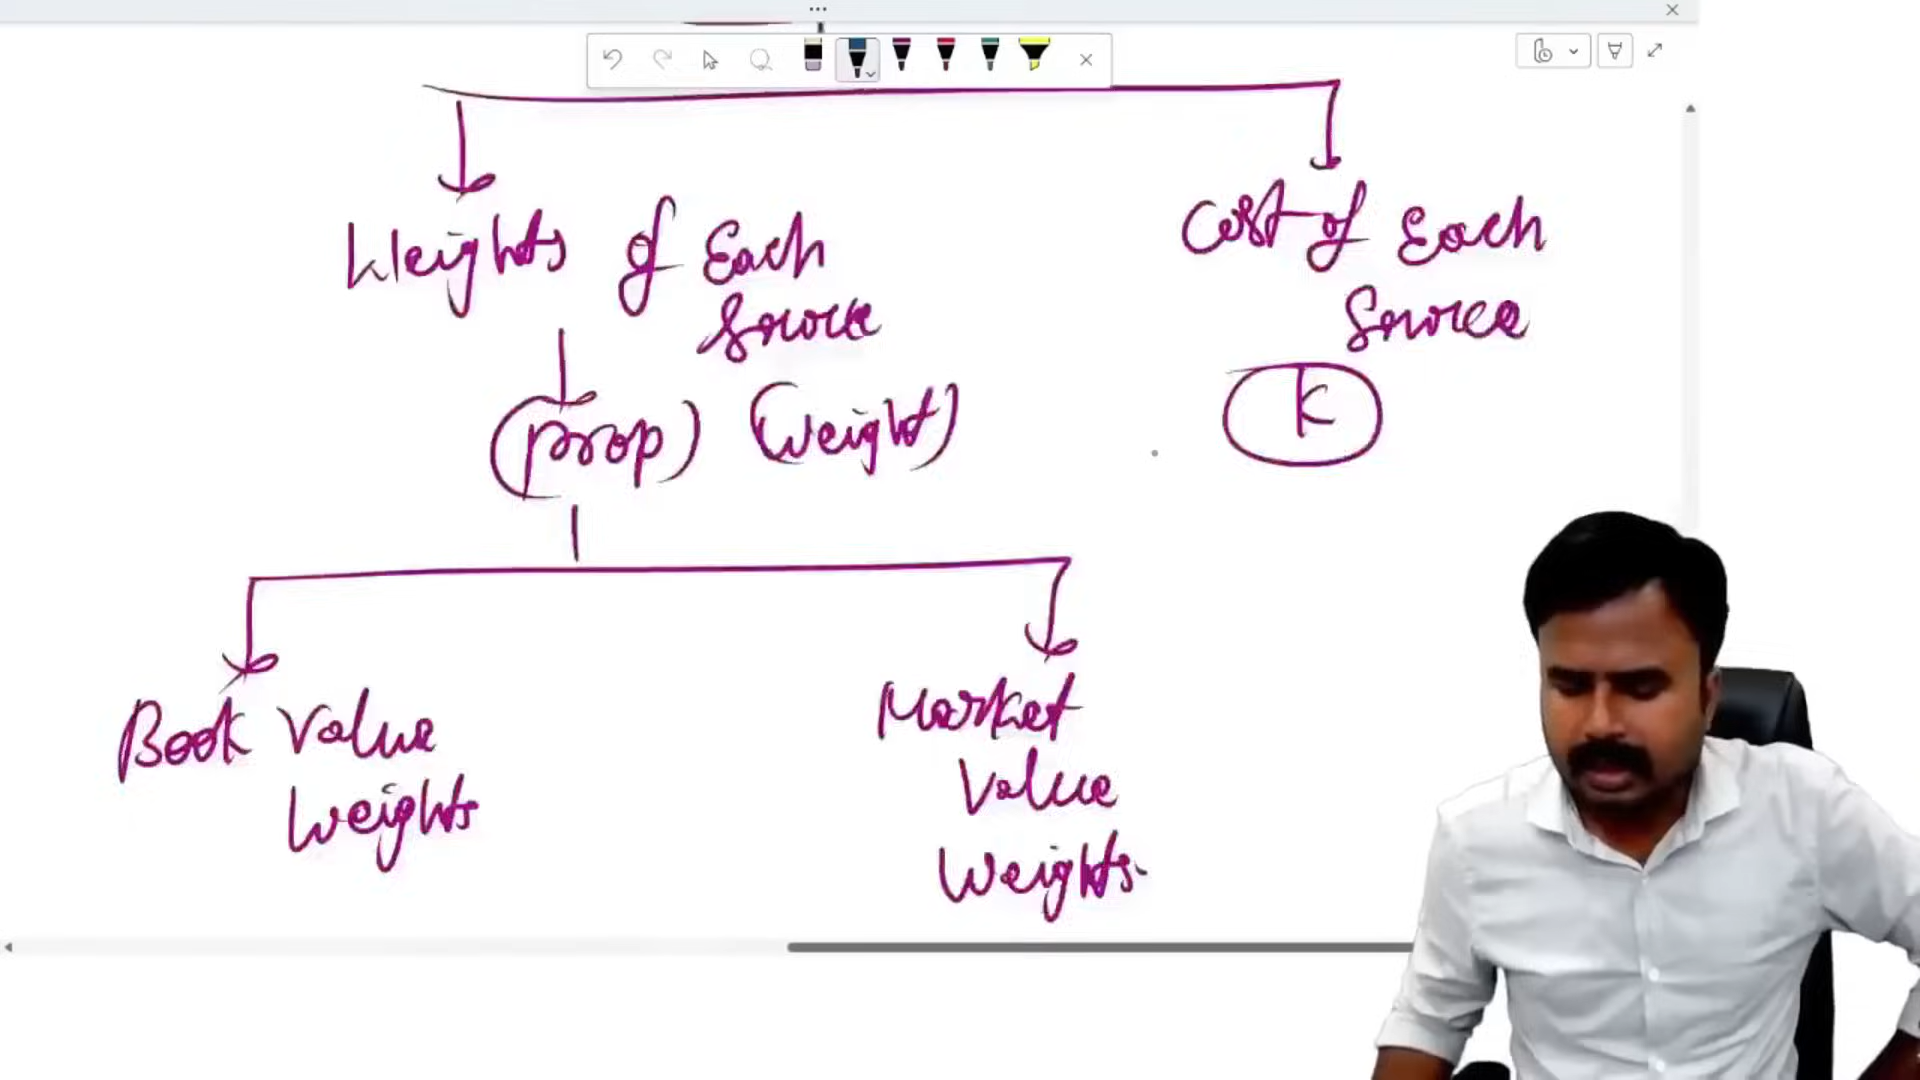 Weights of Each
Source
Cost of Each
Source
(prop) (Weight)
K
Book Value
Weights
Market
Value
Weights